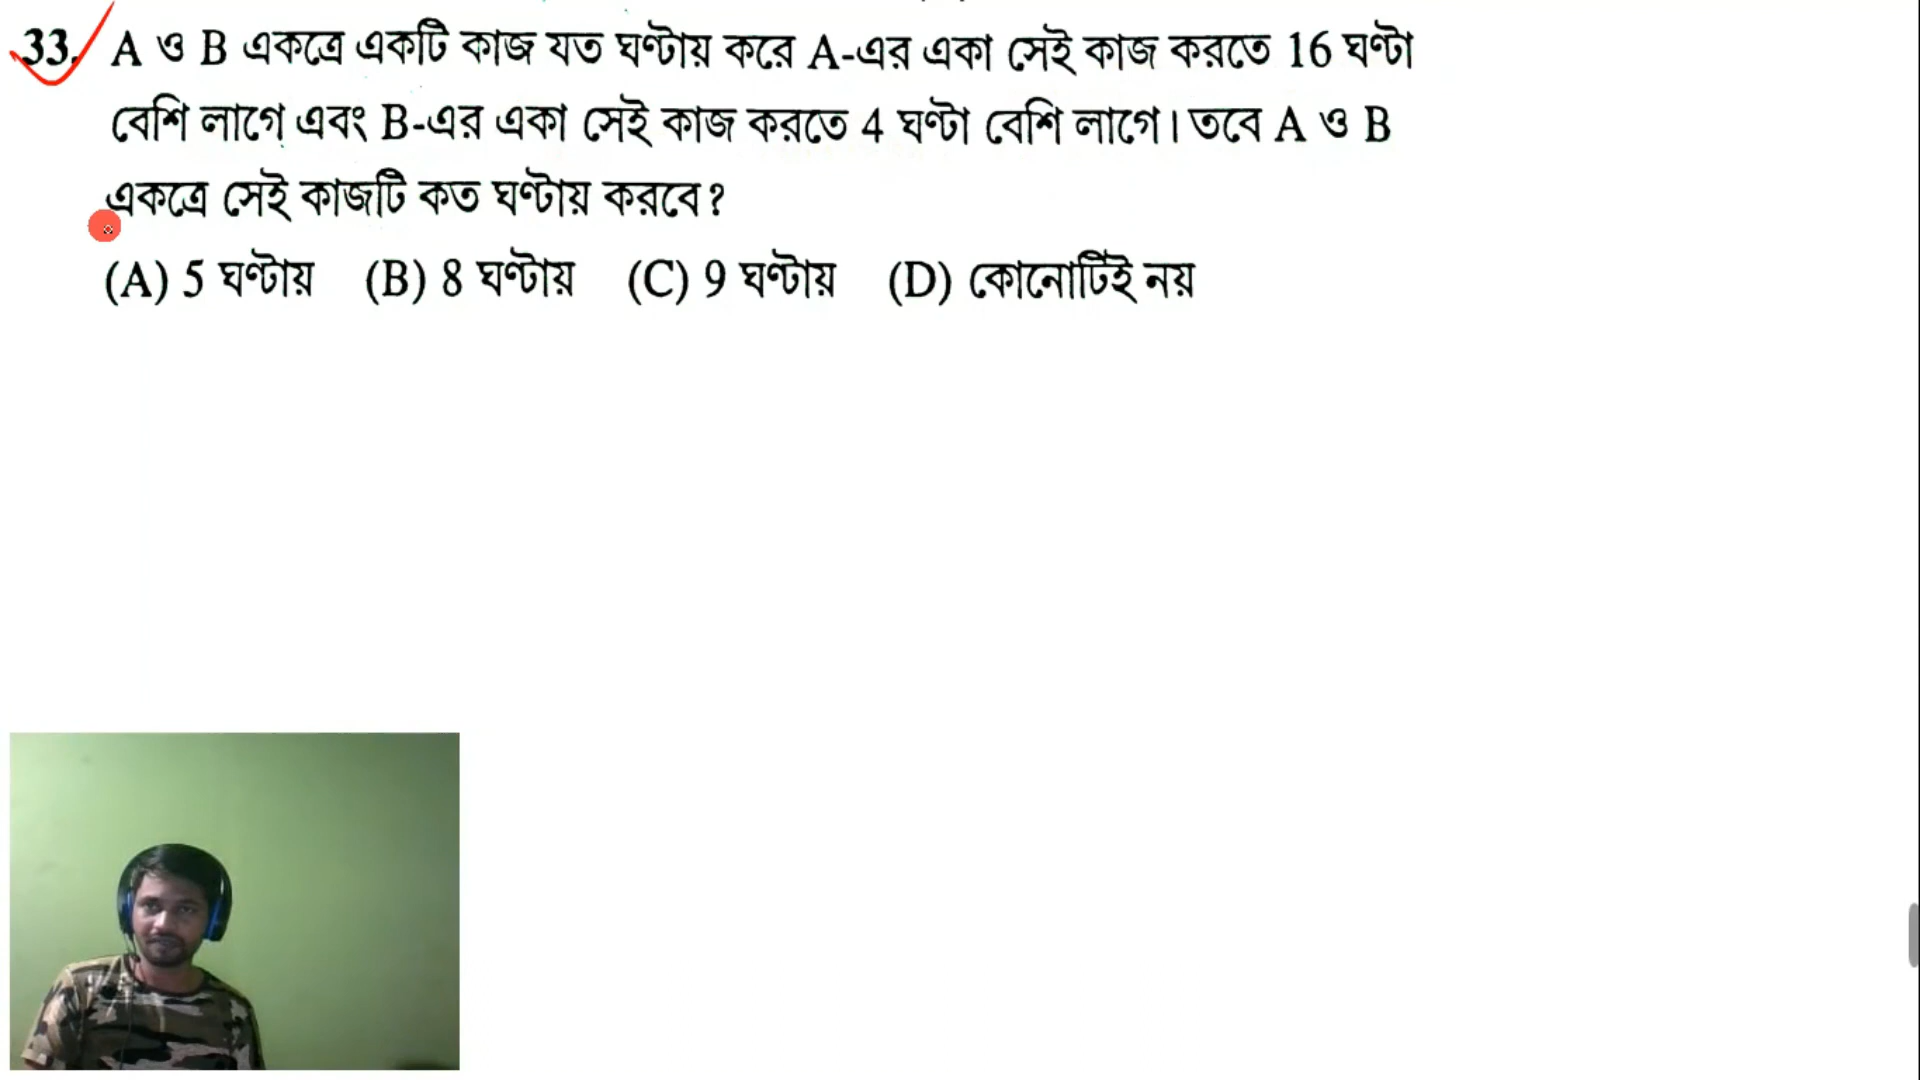 33. A ও B একত্রে একটি কাজ যত ঘণ্টায় করে A-এর একা সেই কাজ করতে 16 ঘণ্টা
বেশি লাগে এবং B-এর একা সেই কাজ করতে 4 ঘণ্টা বেশি লাগে। তবে A ও B
একত্রে সেই কাজটি কত ঘণ্টায় করবে?
(A) 5 ঘণ্টায় (B) 8 ঘণ্টায় (C) 9 ঘণ্টায় (D) কোনোটিই নয়